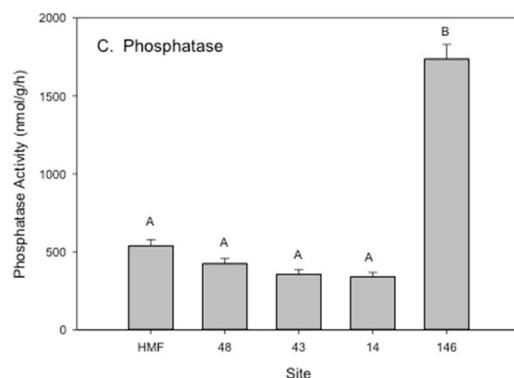 C. Phosphatase
Phosphatase Activity (nmol/g/h)
2000
1500
1000
500
0
A
A
A
A
B
HMF
48
43
14
146
Site